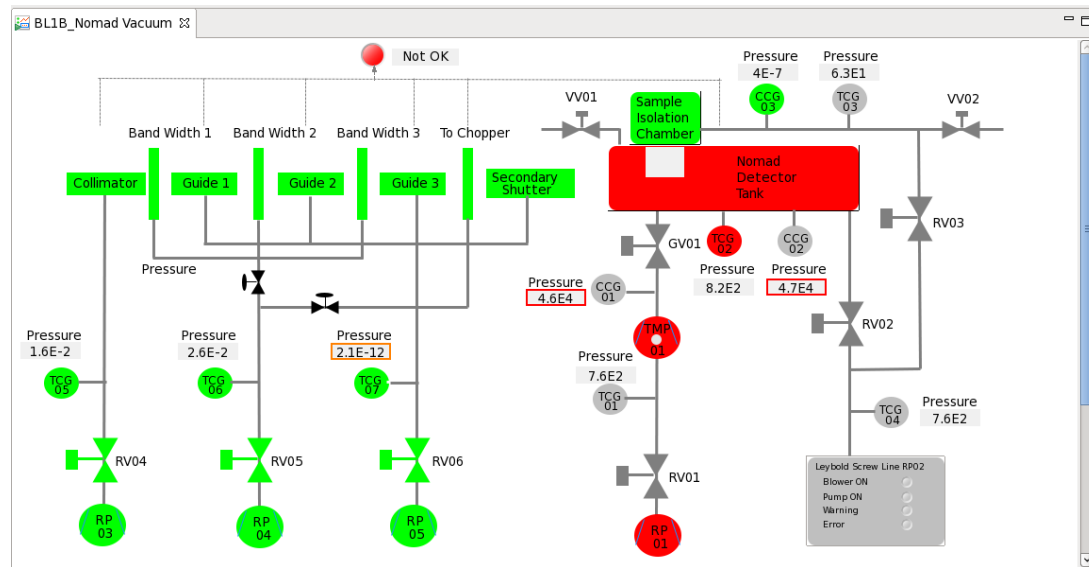 BL1B_Nomad Vacuum
Not OK
Pressure
4E-7
CCG
03
Pressure
6.3E1
TCG
03
VV01
VV02
Sample
Isolation
Chamber
Band Width 1
Band Width 2
Band Width 3
To Chopper
Collimator
Guide 1
Guide 2
Guide 3
Secondary
Shutter
Nomad
Detector
Tank
RV03
GV01
TCG
02
CCG
02
Pressure
Pressure
4.6E4
CCG
01
Pressure
8.2E2
Pressure
4.7E4
RV02
Pressure
1.6E-2
TCG
05
Pressure
2.6E-2
TCG
06
Pressure
2.1E-12
TCG
07
TMP
01
Pressure
7.6E2
TCG
01
TCG
04
Pressure
7.6E2
RV04
RV05
RV06
RV01
RP
03
RP
04
RP
05
RP
01
Leybold Screw Line RP02
Blower ON
Pump ON
Warning
Error